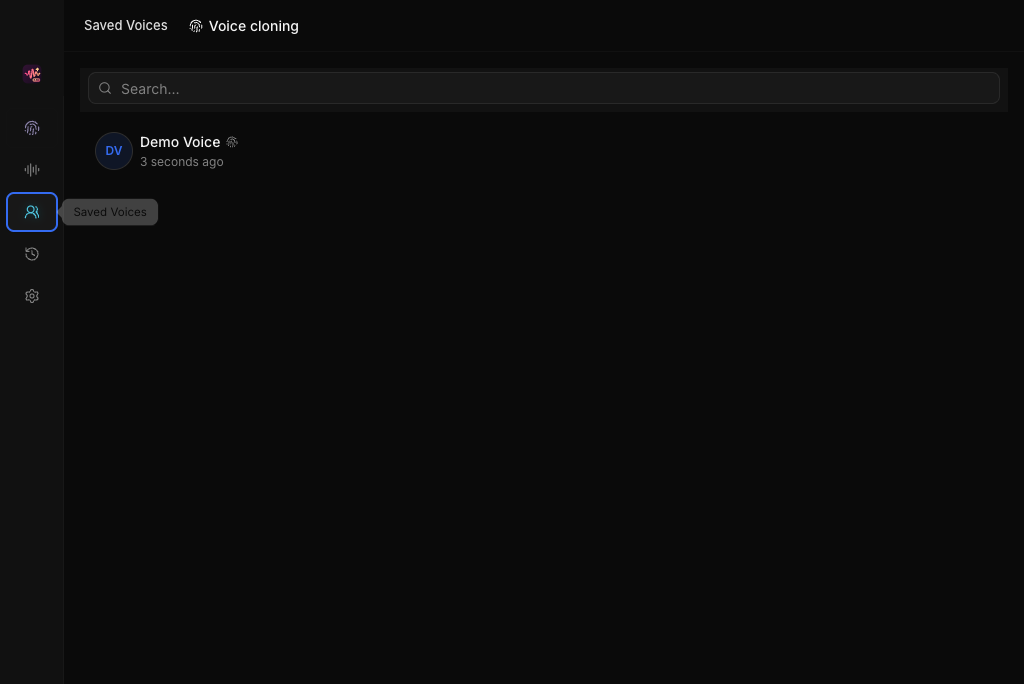 Saved Voices
Voice cloning
Search...
DV
Demo Voice
3 seconds ago
Saved Voices